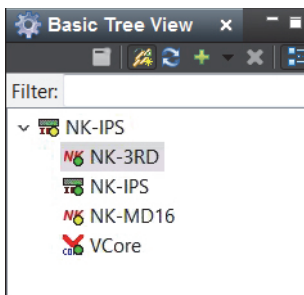 Basic Tree View
Filter:
NK-IPS
NK-3RD
NK-IPS
NK-MD16
VCore